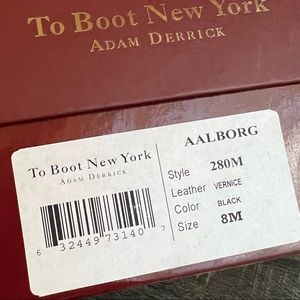 To Boot New York
ADAM DERRICK
To Boot New York
ADAM DERRICK
6 32449 73140 7
AALBORG
Style 280M
Leather VERNICE
Color BLACK
Size 8M